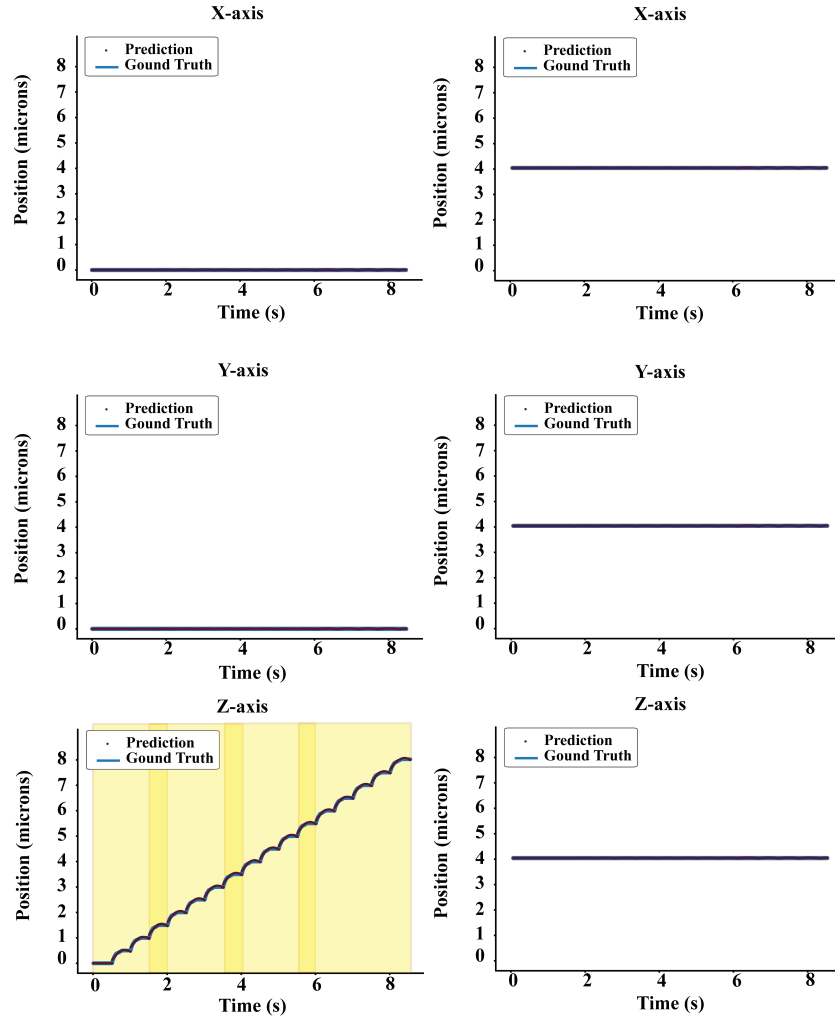 X-axis
Prediction
Gound Truth
Position (microns)
8
7
6
5
4
3
2
1
0
0 2 4 6 8
Time (s)
X-axis
Prediction
Gound Truth
Position (microns)
8
7
6
5
4
3
2
1
0
0 2 4 6 8
Time (s)
Y-axis
Prediction
Gound Truth
Position (microns)
8
7
6
5
4
3
2
1
0
0 2 4 6 8
Time (s)
Y-axis
Prediction
Gound Truth
Position (microns)
8
7
6
5
4
3
2
1
0
0 2 4 6 8
Time (s)
Z-axis
Prediction
Gound Truth
Position (microns)
8
7
6
5
4
3
2
1
0
0 2 4 6 8
Time (s)
Z-axis
Prediction
Gound Truth
Position (microns)
8
7
6
5
4
3
2
1
0
0 2 4 6 8
Time (s)